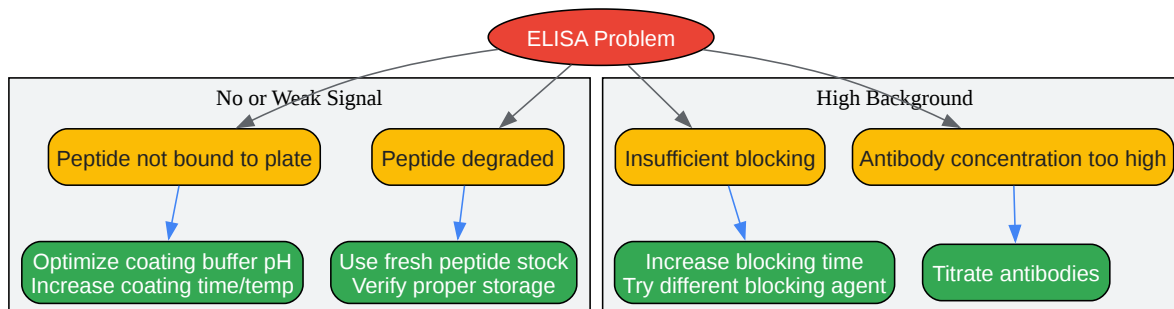 ELISA Problem
No or Weak Signal
High Background
Peptide not bound to plate
Peptide degraded
Insufficient blocking
Antibody concentration too high
Optimize coating buffer pH
Increase coating time/temp
Use fresh peptide stock
Verify proper storage
Increase blocking time
Try different blocking agent
Titrate antibodies